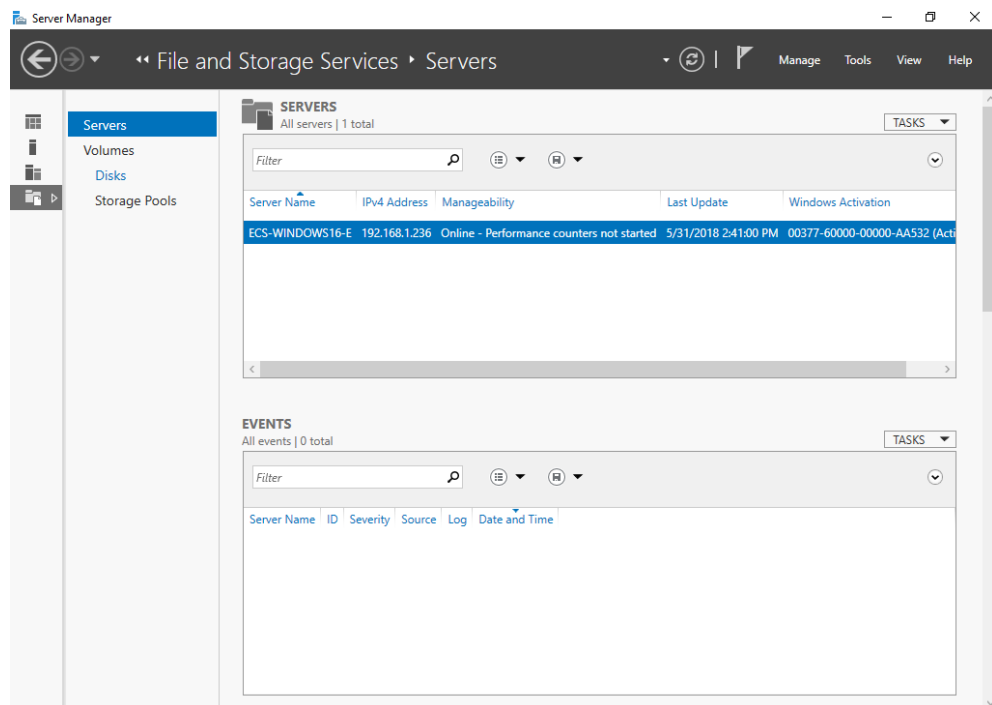 Server Manager
File and Storage Services
Servers
Manage
Tools
View
Help
Servers
Volumes
Disks
Storage Pools
SERVERS
All servers | 1 total
TASKS
Filter
Server Name IPv4 Address Manageability Last Update Windows Activation
ECS-WINDOWS16-E 192.168.1.236 Online - Performance counters not started 5/31/2018 2:41:00 PM 00377-60000-00000-AA532 (Acti
EVENTS
All events | 0 total
TASKS
Filter
Server Name ID Severity Source Log Date and Time